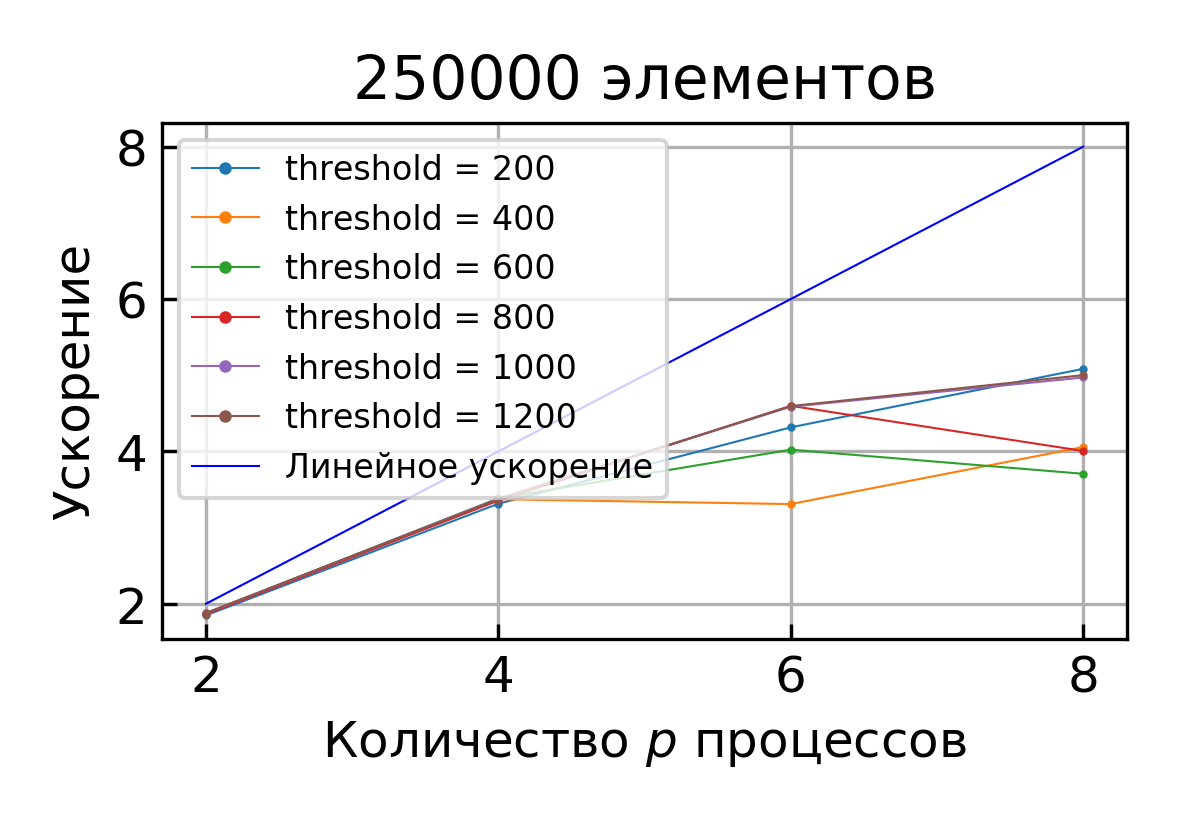 250000 элементов
8
6
4
2
Ускорение
threshold = 200
threshold = 400
threshold = 600
threshold = 800
threshold = 1000
threshold = 1200
Линейное ускорение
2 4 6 8
Количество p процессов